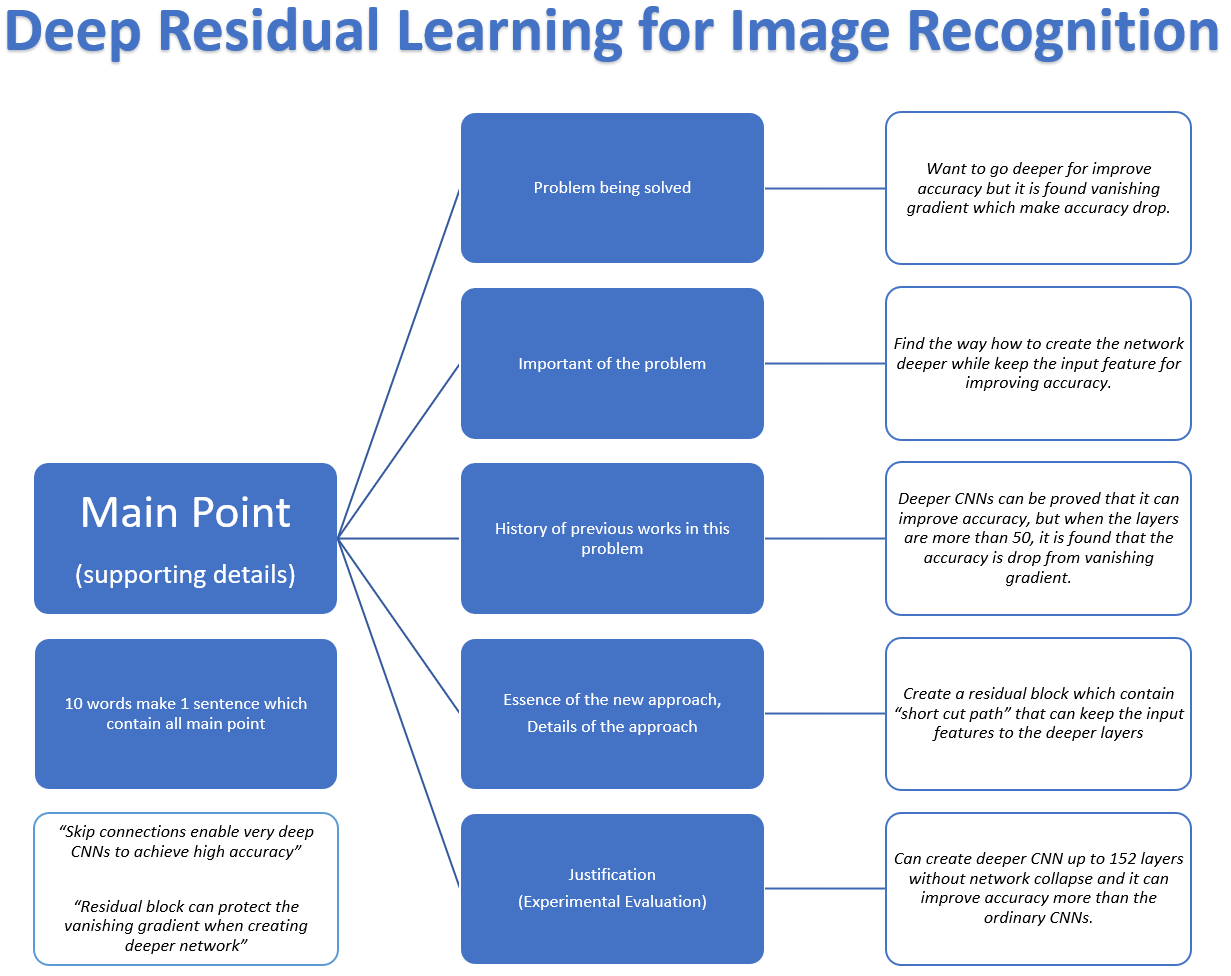 Deep Residual Learning for Image Recognition
Problem being solved
Want to go deeper for improve
accuracy but it is found vanishing
gradient which make accuracy drop.
Important of the problem
Find the way how to create the network
deeper while keep the input feature for
improving accuracy.
Main Point
(supporting details)
History of previous works in this
problem
Deeper CNNs can be proved that it can
improve accuracy, but when the layers
are more than 50, it is found that the
accuracy is drop from vanishing
gradient.
10 words make 1 sentence which
contain all main point
Essence of the new approach,
Details of the approach
Create a residual block which contain
“short cut path” that can keep the input
features to the deeper layers
“Skip connections enable very deep
CNNs to achieve high accuracy”
“Residual block can protect the
vanishing gradient when creating
deeper network”
Justification
(Experimental Evaluation)
Can create deeper CNN up to 152 layers
without network collapse and it can
improve accuracy more than the
ordinary CNNs.